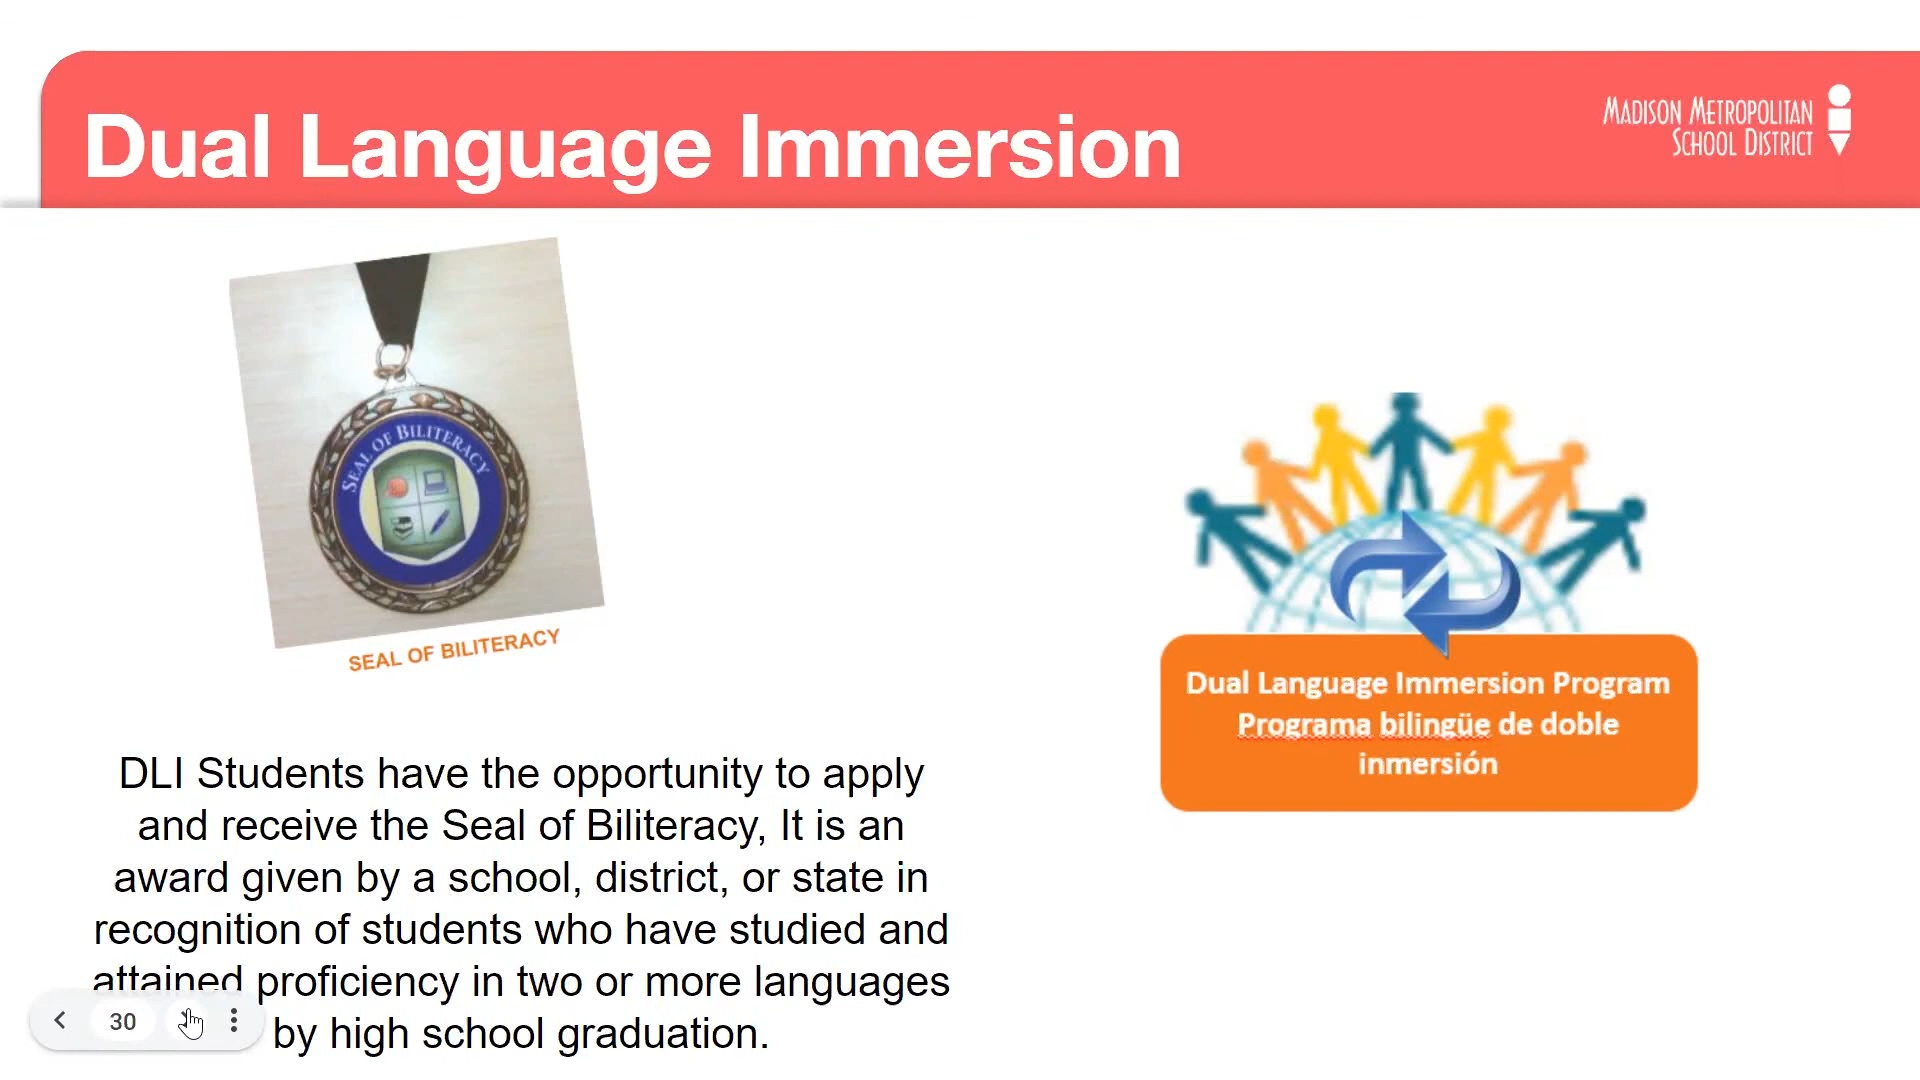 Dual Language Immersion
MADISON METROPOLITAN
SCHOOL DISTRICT
SEAL OF BILITERACY
SEAL OF BILITERACY
DLI Students have the opportunity to apply
and receive the Seal of Biliteracy, It is an
award given by a school, district, or state in
recognition of students who have studied and
attained proficiency in two or more languages
by high school graduation.
Dual Language Immersion Program
Programa bilingüe de doble
inmersión
30